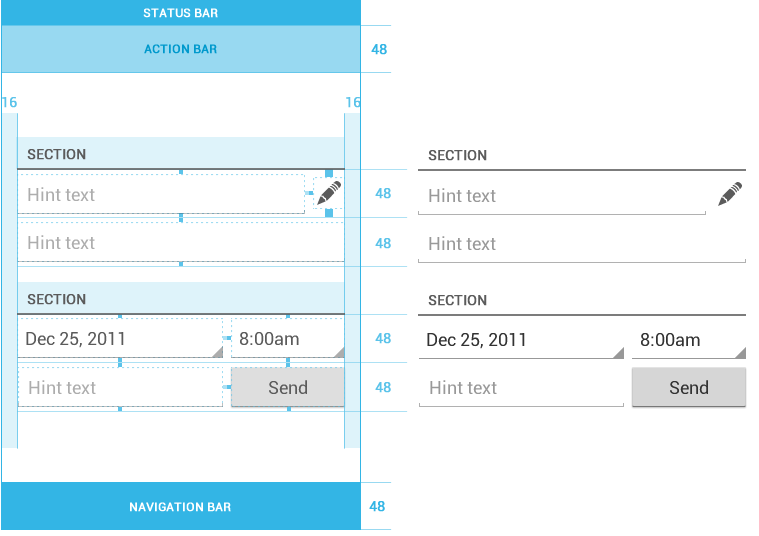 STATUS BAR
ACTION BAR
48
16
16
SECTION
SECTION
Hint text
48
Hint text
Hint text
48
Hint text
SECTION
SECTION
Dec 25, 2011
8:00am
48
Dec 25, 2011
8:00am
Hint text
Send
48
Hint text
Send
NAVIGATION BAR
48